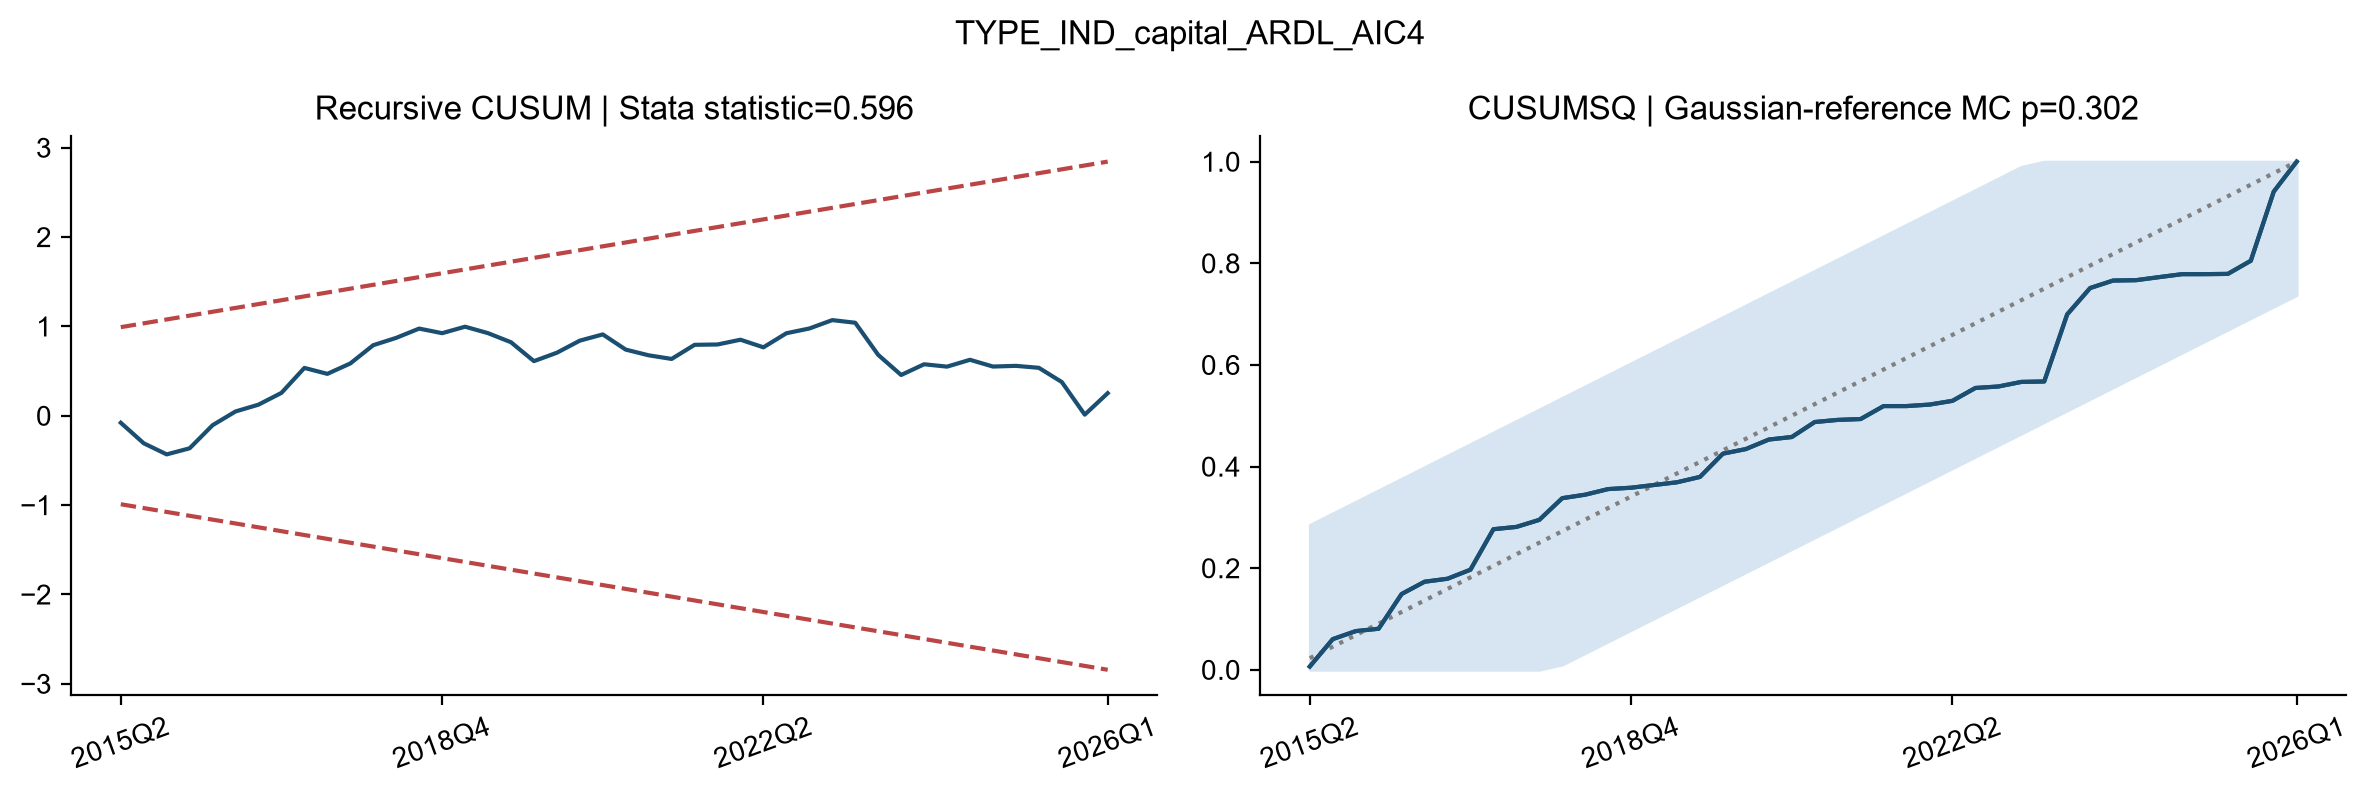 TYPE_IND_capital_ARDL_AIC4
Recursive CUSUM | Stata statistic=0.596
3
2
1
0
−1
−2
−3
2015Q2
2018Q4
2022Q2
2026Q1
CUSUMSQ | Gaussian-reference MC p=0.302
1.0
0.8
0.6
0.4
0.2
0.0
2015Q2
2018Q4
2022Q2
2026Q1